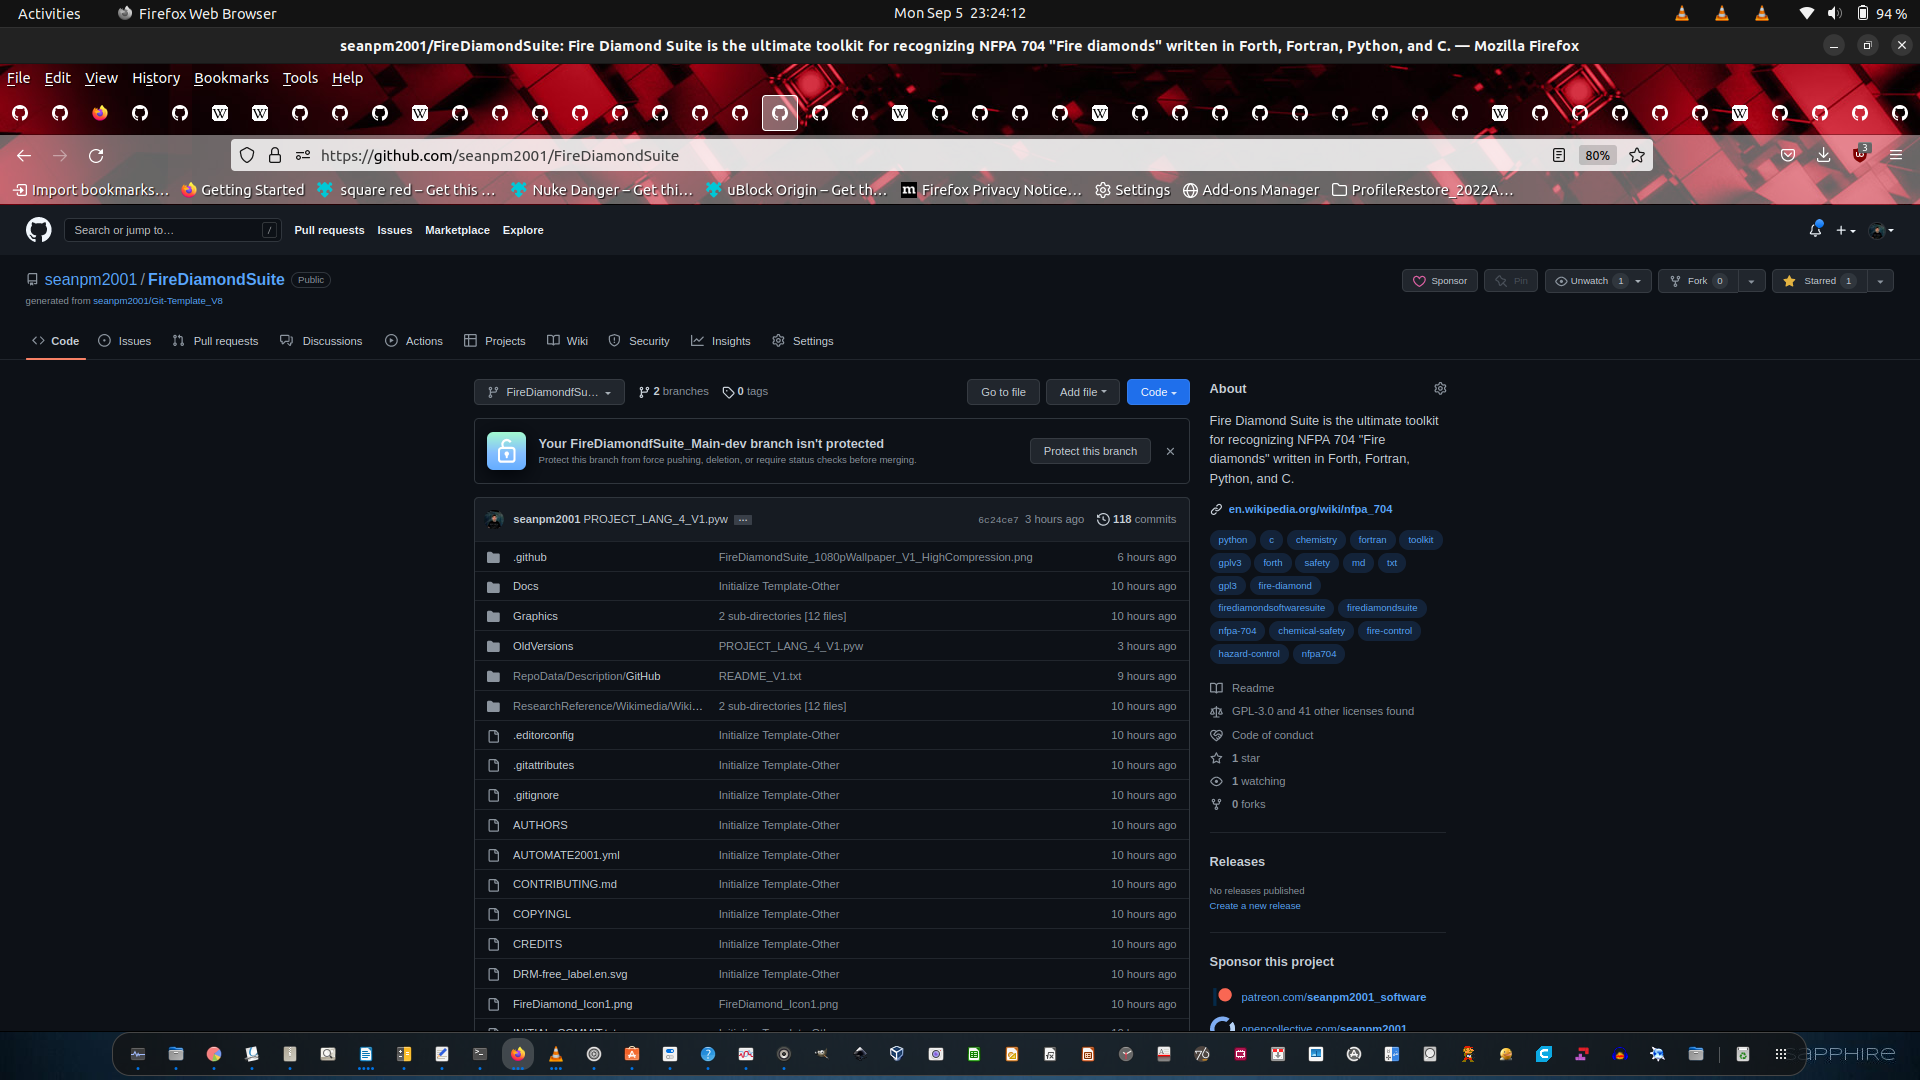 Activities
Firefox Web Browser
Mon Sep 5 23:24:12
94 %
seanpm2001/FireDiamondSuite: Fire Diamond Suite is the ultimate toolkit for recognizing NFPA 704 "Fire diamonds" written in Forth, Fortran, Python, and C. — Mozilla Firefox
File Edit View History Bookmarks Tools Help
https://github.com/seanpm2001/FireDiamondSuite
80%
3
Import bookmarks…
Getting Started
square red – Get this …
Nuke Danger – Get thi…
uBlock Origin – Get th…
Firefox Privacy Notice…
Settings
Add-ons Manager
ProfileRestore_2022A…
Search or jump to…
/
Pull requests
Issues
Marketplace
Explore
seanpm2001 / FireDiamondSuite
Public
generated from seanpm2001/Git-Template_V8
Sponsor
Pin
Unwatch 1
Fork 0
Starred 1
Code
Issues
Pull requests
Discussions
Actions
Projects
Wiki
Security
Insights
Settings
FireDiamondfSu…
2 branches
0 tags
Go to file
Add file
Code
Your FireDiamondfSuite_Main-dev branch isn't protected
Protect this branch from force pushing, deletion, or require status checks before merging.
Protect this branch
seanpm2001 PROJECT_LANG_4_V1.pyw
6c24ce7 3 hours ago
118 commits
.github FireDiamondSuite_1080pWallpaper_V1_HighCompression.png 6 hours ago
Docs Initialize Template-Other 10 hours ago
Graphics 2 sub-directories [12 files] 10 hours ago
OldVersions PROJECT_LANG_4_V1.pyw 3 hours ago
RepoData/Description/GitHub README_V1.txt 9 hours ago
ResearchReference/Wikimedia/Wiki… 2 sub-directories [12 files] 10 hours ago
.editorconfig Initialize Template-Other 10 hours ago
.gitattributes Initialize Template-Other 10 hours ago
.gitignore Initialize Template-Other 10 hours ago
AUTHORS Initialize Template-Other 10 hours ago
AUTOMATE2001.yml Initialize Template-Other 10 hours ago
CONTRIBUTING.md Initialize Template-Other 10 hours ago
COPYINGL Initialize Template-Other 10 hours ago
CREDITS Initialize Template-Other 10 hours ago
DRM-free_label.en.svg Initialize Template-Other 10 hours ago
FireDiamond_Icon1.png FireDiamond_Icon1.png 10 hours ago
About
Fire Diamond Suite is the ultimate toolkit
for recognizing NFPA 704 "Fire
diamonds" written in Forth, Fortran,
Python, and C.
en.wikipedia.org/wiki/nfpa_704
python c chemistry fortran toolkit
gplv3 forth safety md txt
gpl3 fire-diamond
firediamondsoftwaresuite firediamondsuite
nfpa-704 chemical-safety fire-control
hazard-control nfpa704
Readme
GPL-3.0 and 41 other licenses found
Code of conduct
1 star
1 watching
0 forks
Releases
No releases published
Create a new release
Sponsor this project
patreon.com/seanpm2001_software
opencollective.com/seanpm2001